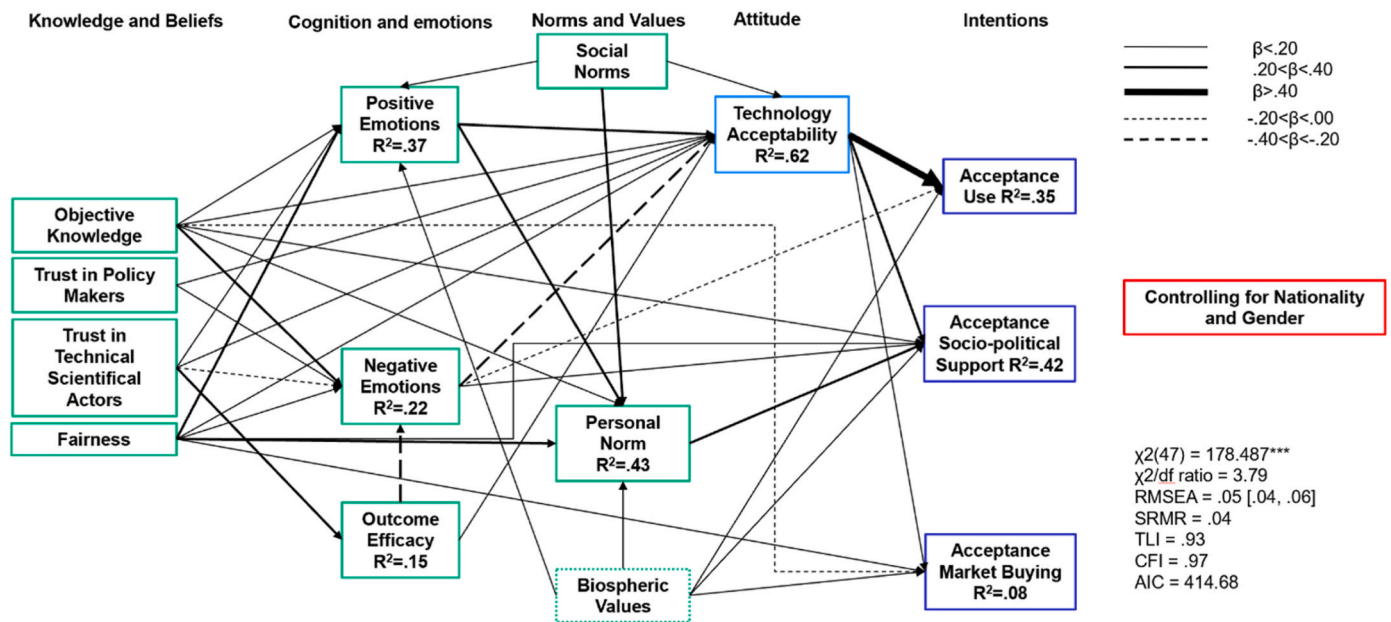 Knowledge and Beliefs
Cognition and emotions
Norms and Values
Attitude
Intentions
Social
Norms
Positive
Emotions
R²=.37
Technology
Acceptability
R²=.62
Acceptance
Use R²=.35
Objective
Knowledge
Trust in Policy
Makers
Trust in
Technical
Scientifical
Actors
Fairness
Negative
Emotions
R²=.22
Personal
Norm
R²=.43
Acceptance
Socio-political
Support R²=.42
Outcome
Efficacy
R²=.15
Biospheric
Values
Acceptance
Market Buying
R²=.08
β<.20
.20<β<.40
β>.40
-.20<β<.00
-.40<β<-.20
Controlling for Nationality
and Gender
χ2(47) = 178.487***
χ2/df ratio = 3.79
RMSEA = .05 [.04, .06]
SRMR = .04
TLI = .93
CFI = .97
AIC = 414.68